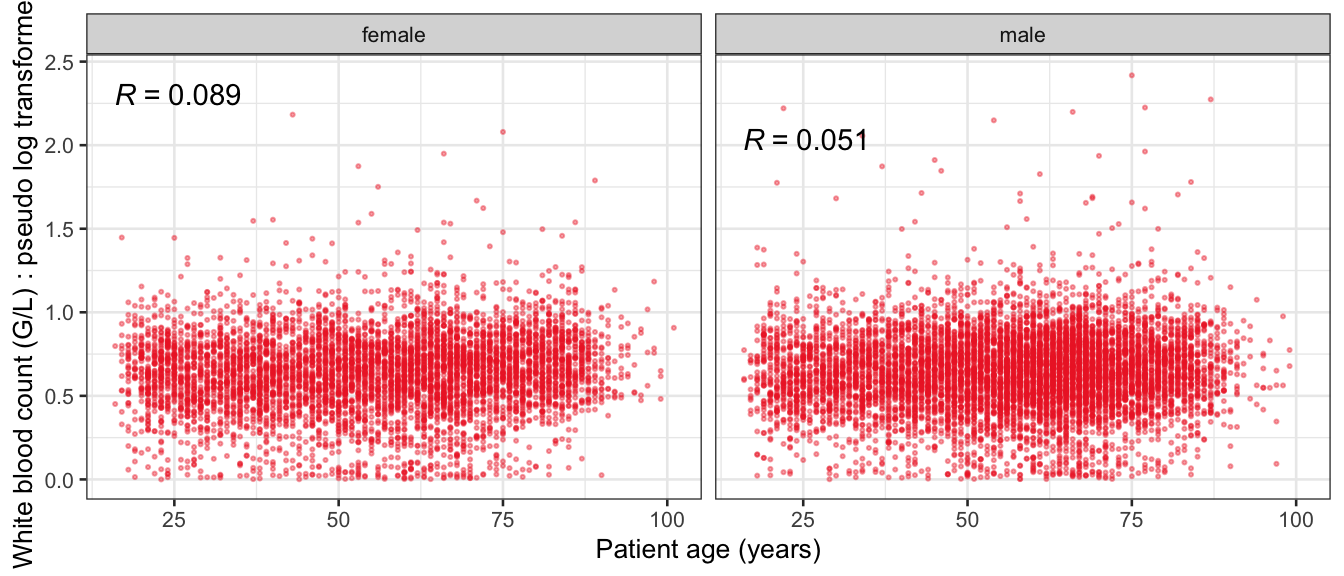 female
male
R = 0.089
R = 0.051
2.5
2.0
1.5
1.0
0.5
0.0
White blood count (G/L) : pseudo log transforme
25
50
75
100
25
50
75
100
Patient age (years)